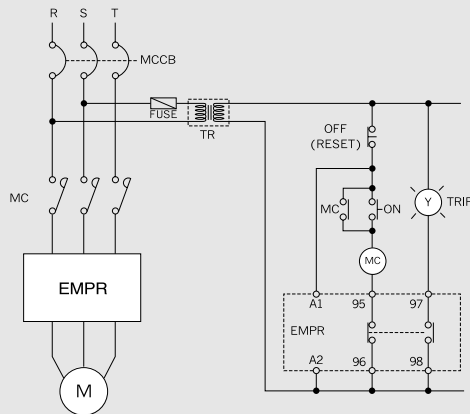 R S T
MCCB
FUSE
TR
OFF
(RESET)
MC
MC
ON
Y
TRIP
MC
EMPR
A1 95 97
EMPR
A2 96 98
M